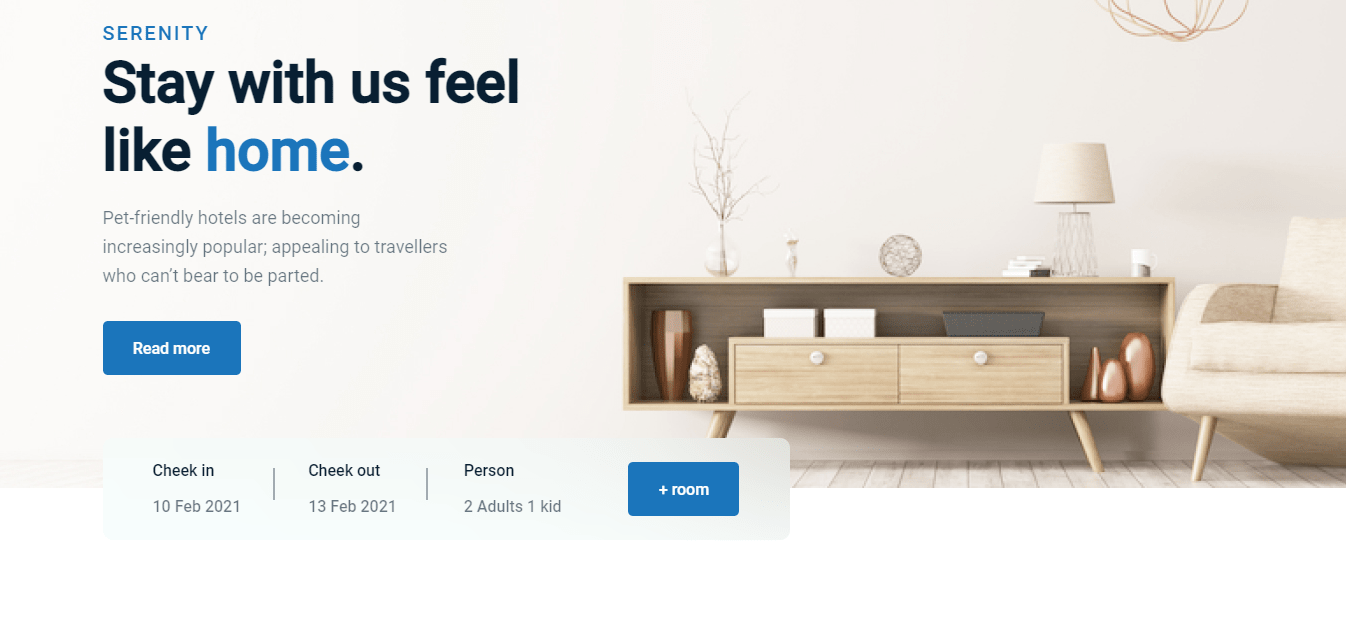 SERENITY
Stay with us feel
like home.
Pet-friendly hotels are becoming
increasingly popular; appealing to travellers
who can't bear to be parted.
Read more
Cheek in
Cheek out
Person
10 Feb 2021
13 Feb 2021
2 Adults 1 kid
+ room